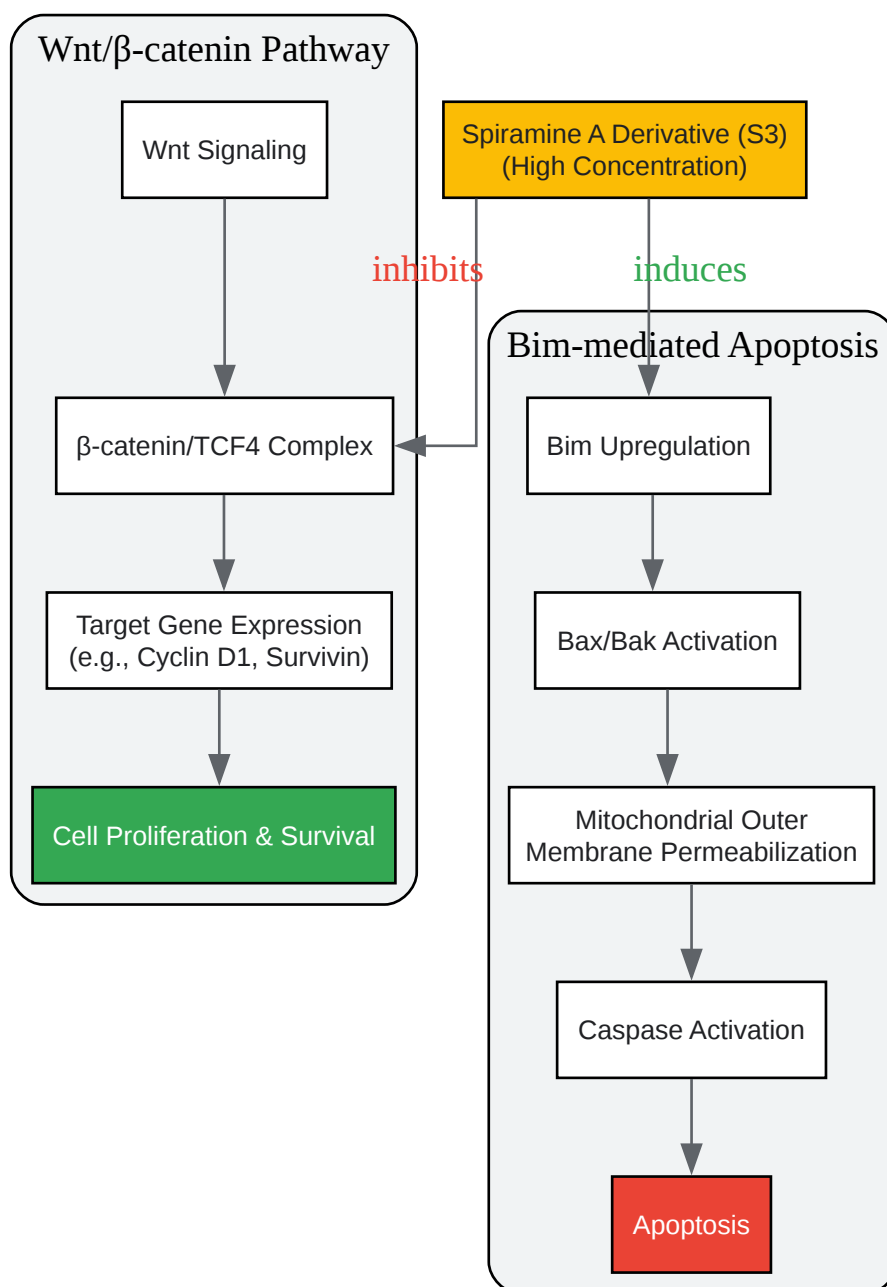 Wnt/β-catenin Pathway
Wnt Signaling
Spiramine A Derivative (S3)
(High Concentration)
inhibits
induces
Bim-mediated Apoptosis
β-catenin/TCF4 Complex
Bim Upregulation
Target Gene Expression
(e.g., Cyclin D1, Survivin)
Bax/Bak Activation
Cell Proliferation & Survival
Mitochondrial Outer
Membrane Permeabilization
Caspase Activation
Apoptosis